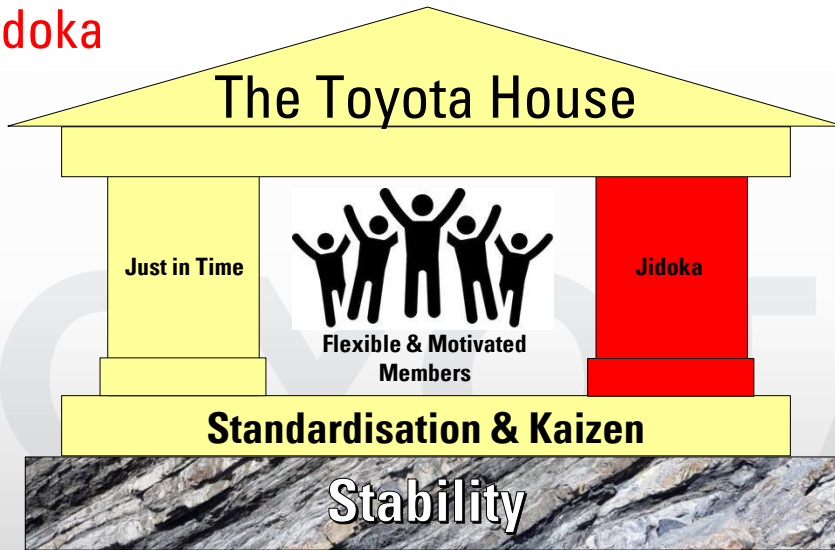 doka
The Toyota House
Just in Time
Jidoka
Flexible & Motivated
Members
Standardisation & Kaizen
Stability